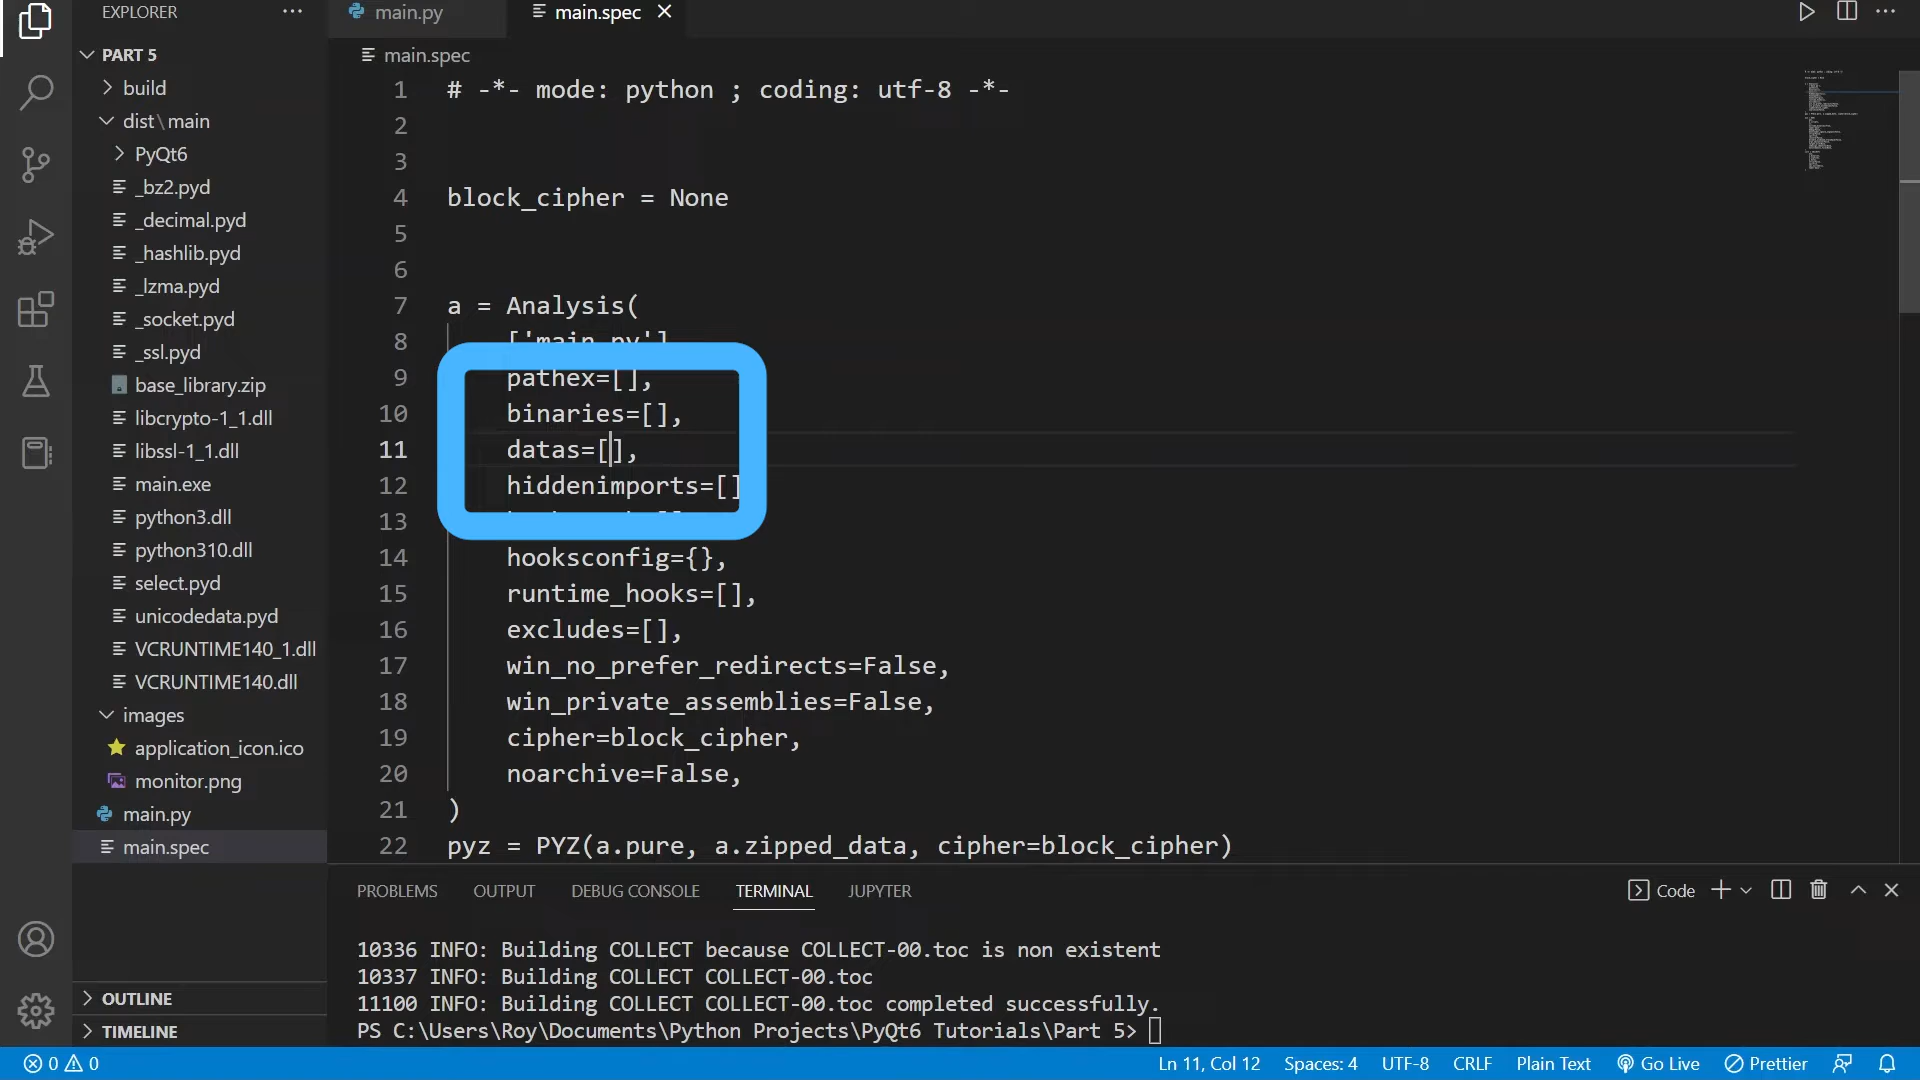 EXPLORER
PART 5
build
dist\main
PyQt6
_bz2.pyd
_decimal.pyd
_hashlib.pyd
_lzma.pyd
_socket.pyd
_ssl.pyd
base_library.zip
libcrypto-1_1.dll
libssl-1_1.dll
main.exe
python3.dll
python310.dll
select.pyd
unicodedata.pyd
VCRUNTIME140_1.dll
VCRUNTIME140.dll
images
application_icon.ico
monitor.png
main.py
main.spec
OUTLINE
TIMELINE
main.py
main.spec
main.spec
1 # -*- mode: python ; coding: utf-8 -*-
2
3
4 block_cipher = None
5
6
7 a = Analysis(
8 ['main.py']
9 pathex=[],
10 binaries=[],
11 datas=[],
12 hiddenimports=[]
13
14 hooksconfig={},
15 runtime_hooks=[],
16 excludes=[],
17 win_no_prefer_redirects=False,
18 win_private_assemblies=False,
19 cipher=block_cipher,
20 noarchive=False,
21 )
22 pyz = PYZ(a.pure, a.zipped_data, cipher=block_cipher)
PROBLEMS OUTPUT DEBUG CONSOLE TERMINAL JUPYTER
Code
10336 INFO: Building COLLECT because COLLECT-00.toc is non existent
10337 INFO: Building COLLECT COLLECT-00.toc
11100 INFO: Building COLLECT COLLECT-00.toc completed successfully.
PS C:\Users\Roy\Documents\Python Projects\PyQt6 Tutorials\Part 5>
0 0
Ln 11, Col 12 Spaces: 4 UTF-8 CRLF Plain Text Go Live Prettier